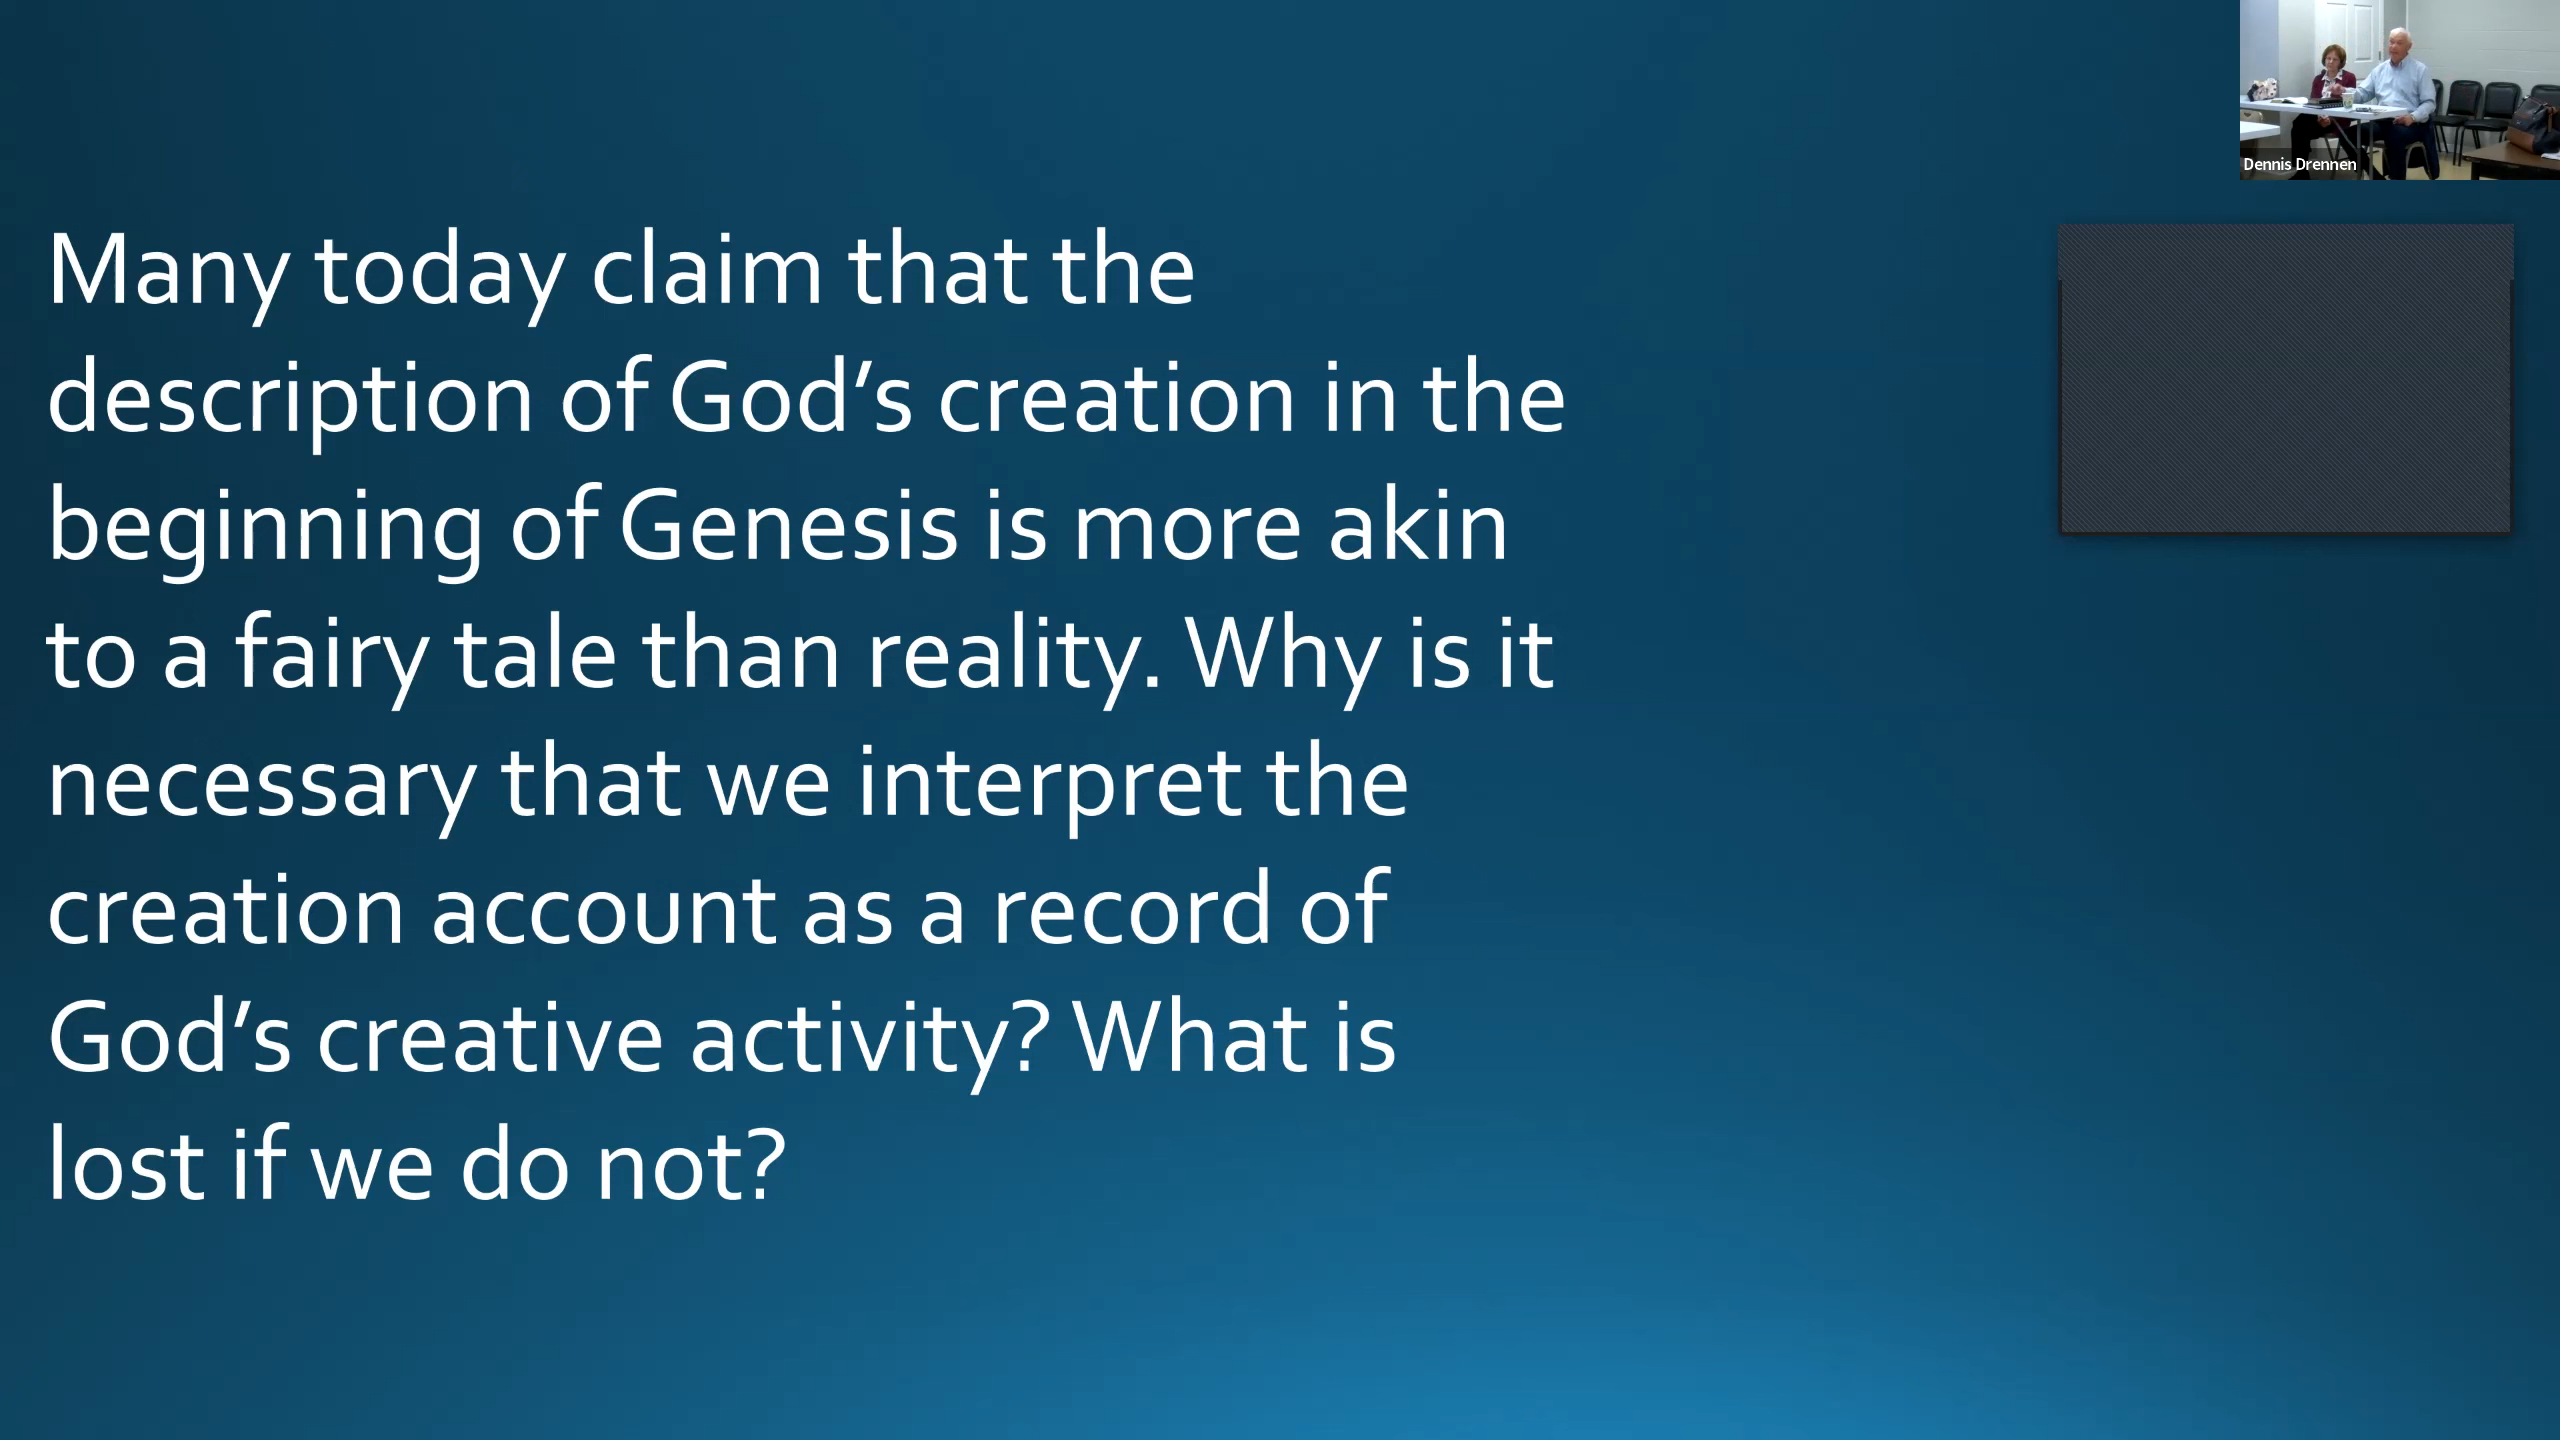 Dennis Drennen
Many today claim that the
description of God’s creation in the
beginning of Genesis is more akin
to a fairy tale than reality. Why is it
necessary that we interpret the
creation account as a record of
God’s creative activity? What is
lost if we do not?